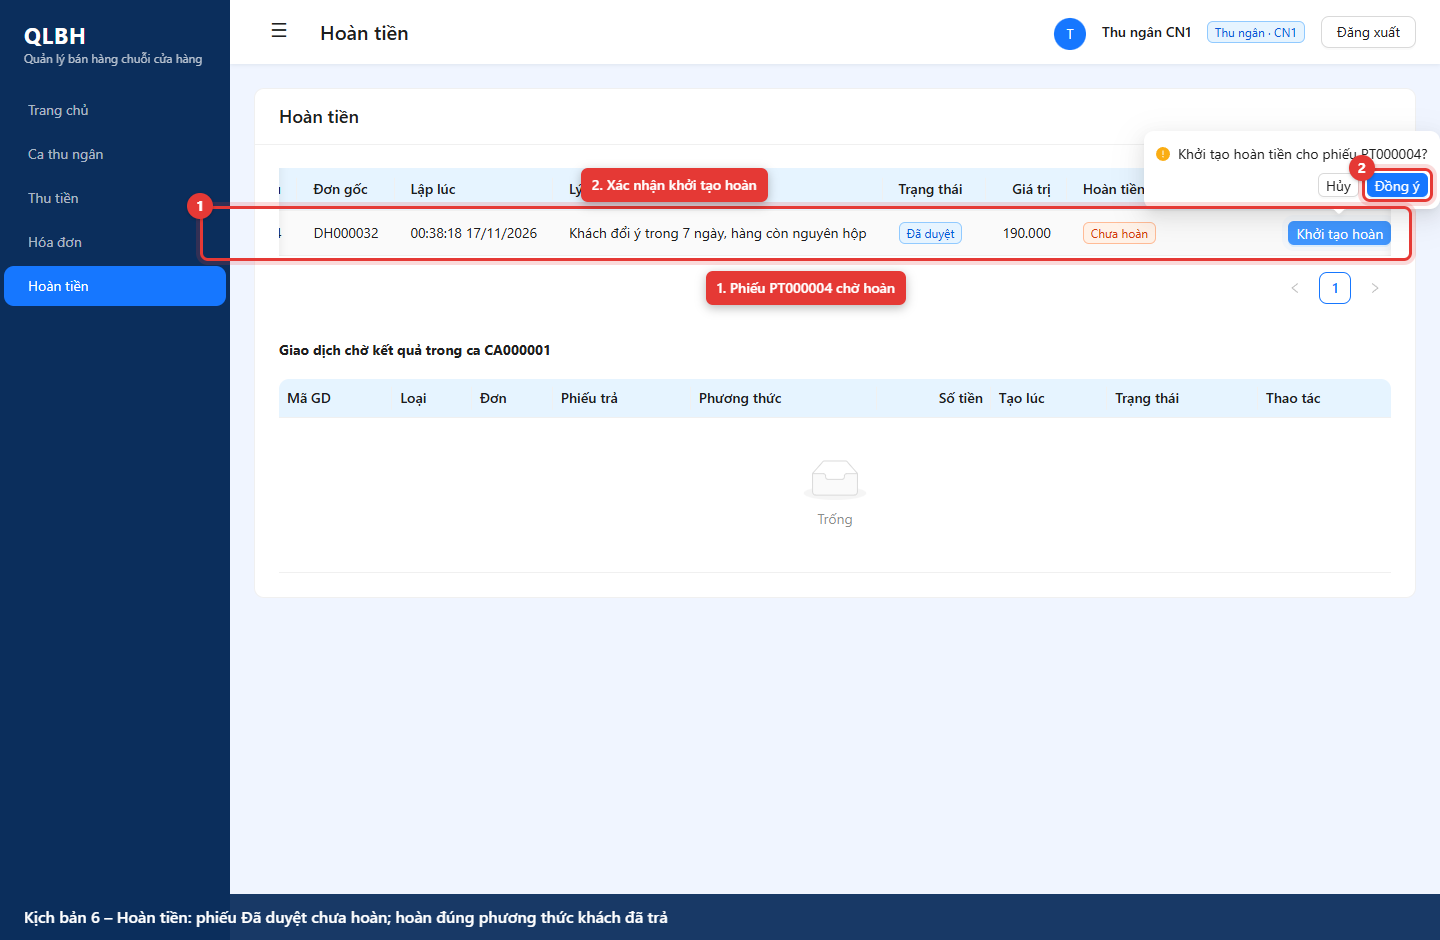 QLBH
Quản lý bán hàng chuỗi cửa hàng
Trang chủ
Ca thu ngân
Thu tiền
Hóa đơn
Hoàn tiền
☰ Hoàn tiền
T Thu ngân CN1 Thu ngân · CN1 Đăng xuất
Hoàn tiền
Khởi tạo hoàn tiền cho phiếu PT000004?
Hủy 2 Đồng ý
Đơn gốc Lập lúc Lý 2. Xác nhận khởi tạo hoàn Trạng thái Giá trị Hoàn tiền
1
DH000032 00:38:18 17/11/2026 Khách đổi ý trong 7 ngày, hàng còn nguyên hộp Đã duyệt 190.000 Chưa hoàn Khởi tạo hoàn
1. Phiếu PT000004 chờ hoàn
< 1 >
Giao dịch chờ kết quả trong ca CA000001
Mã GD Loại Đơn Phiếu trả Phương thức Số tiền Tạo lúc Trạng thái Thao tác
Trống
Kịch bản 6 – Hoàn tiền: phiếu Đã duyệt chưa hoàn; hoàn đúng phương thức khách đã trả